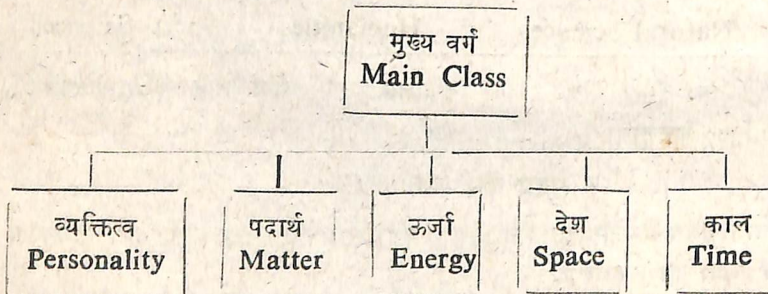 मुख्य वर्ग
Main Class
व्यक्तित्व
Personality
पदार्थ
Matter
ऊर्जा
Energy
देश
Space
काल
Time